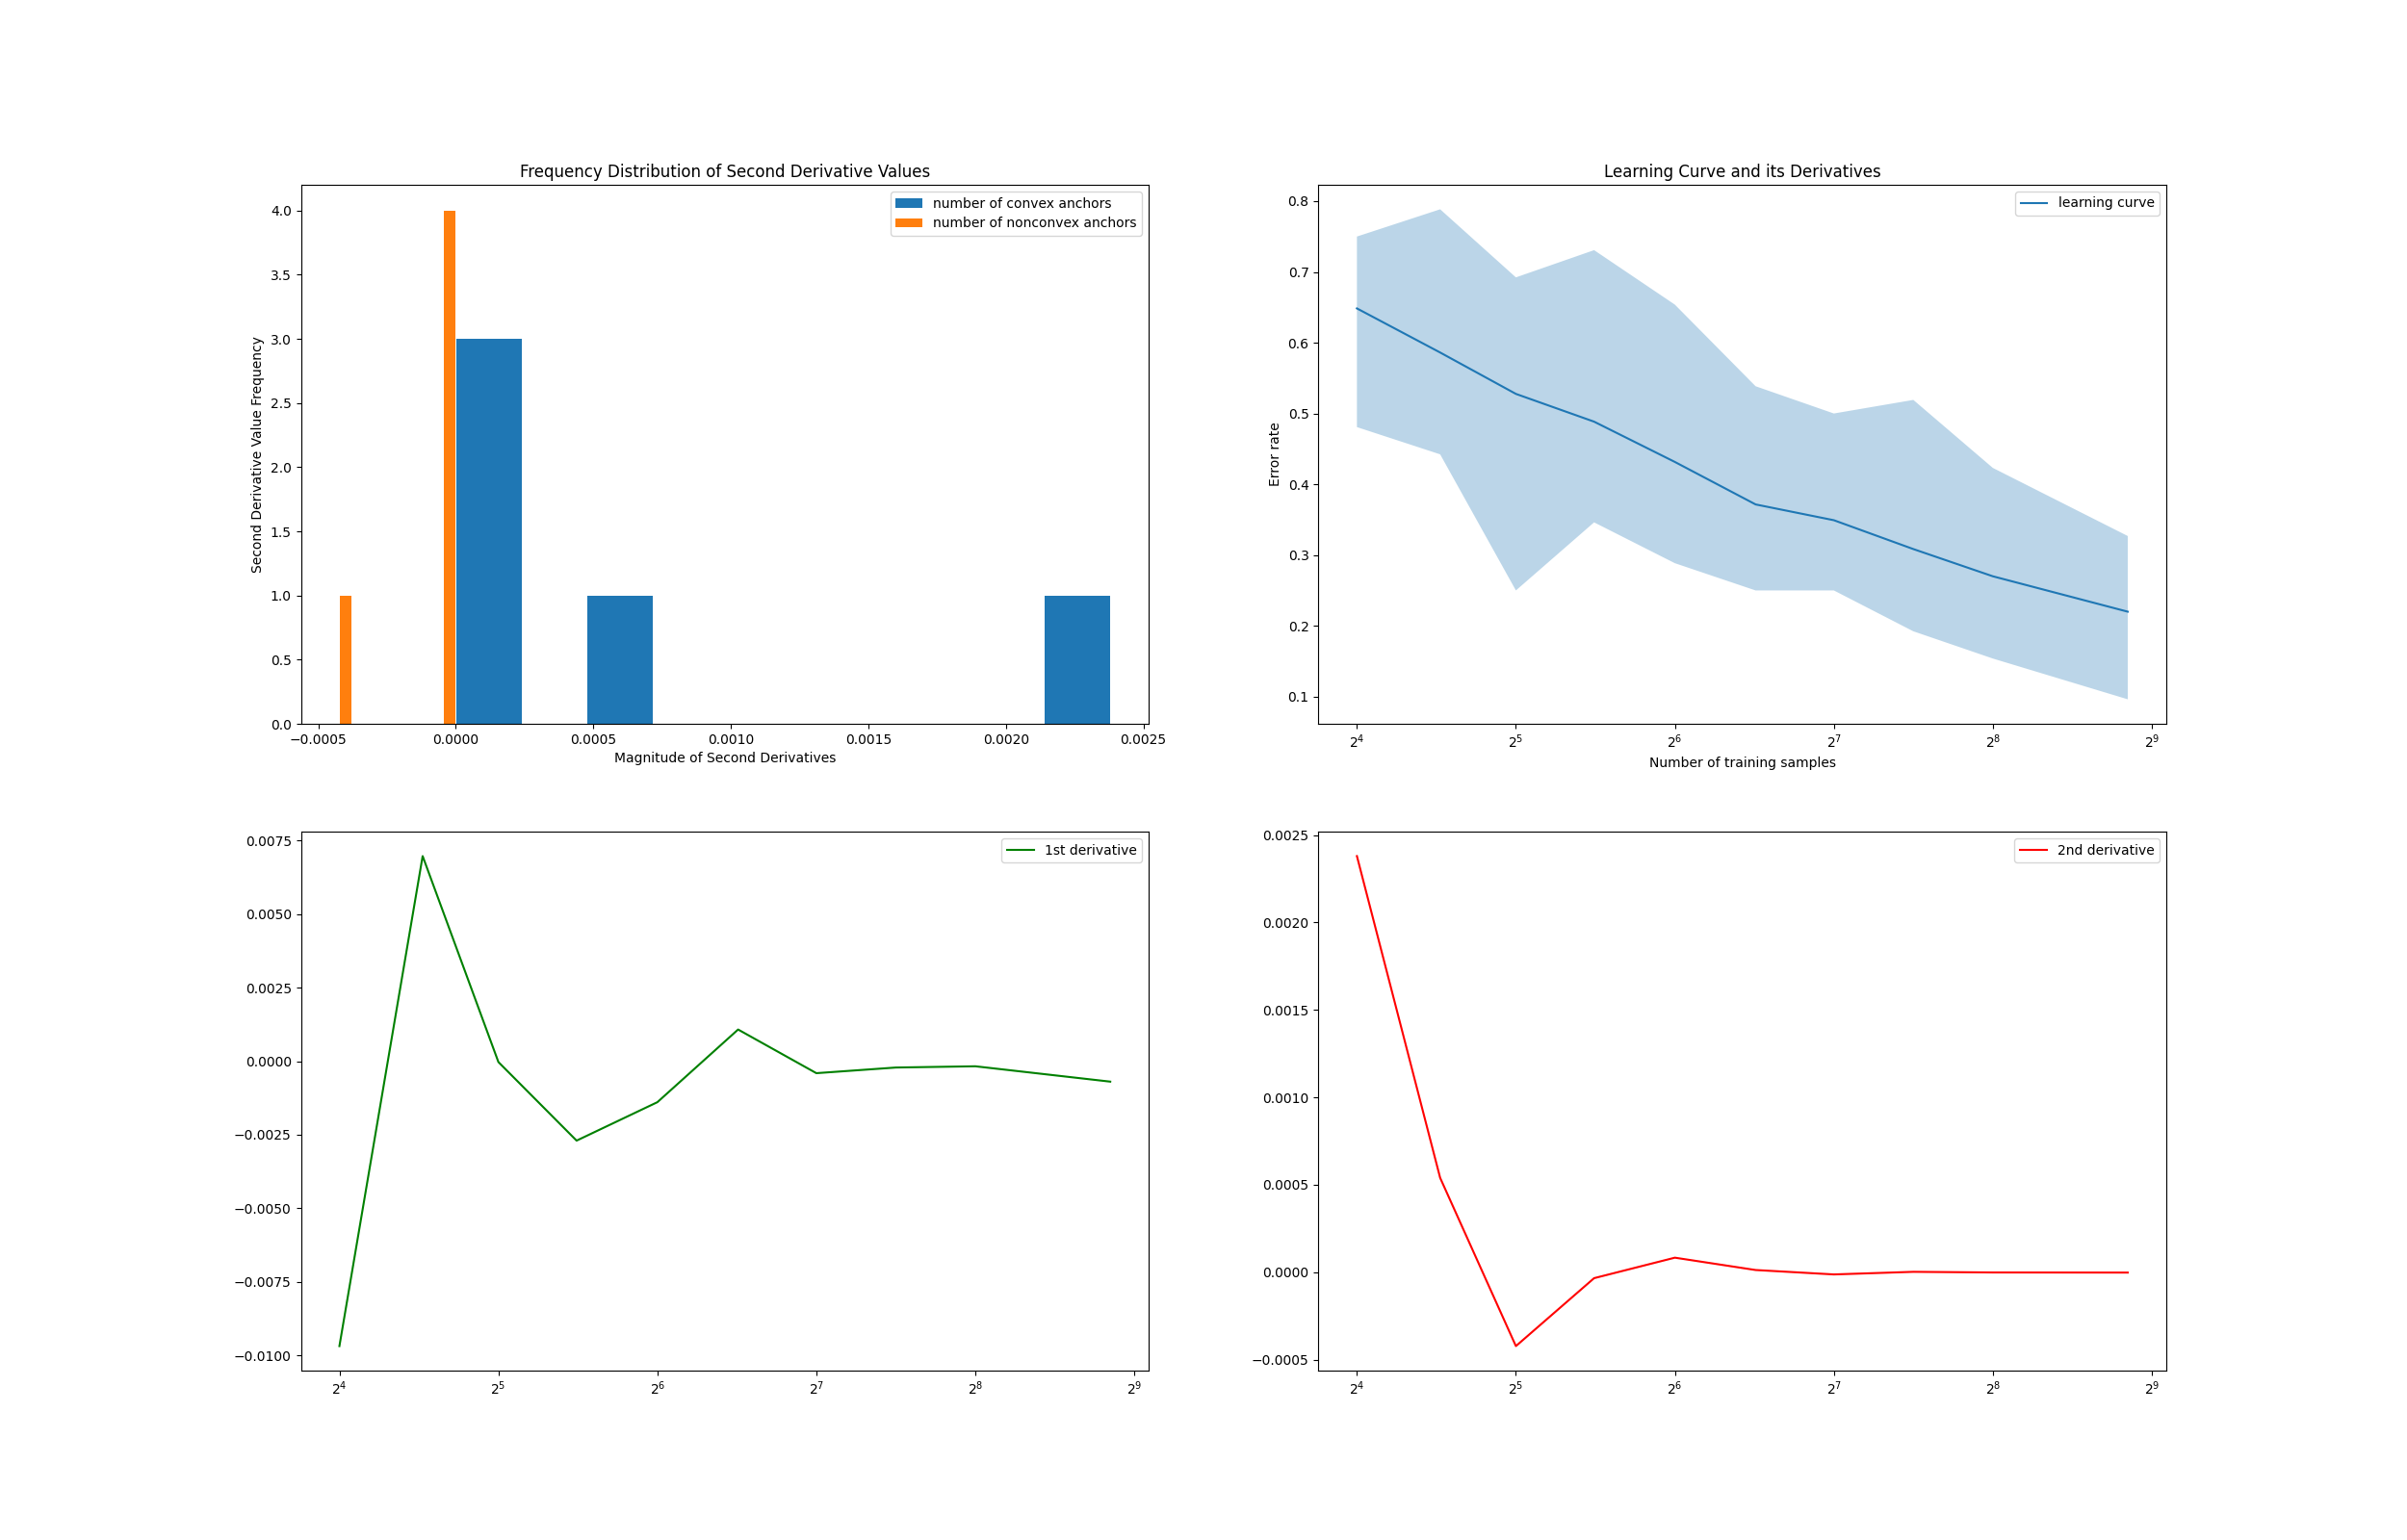 Frequency Distribution of Second Derivative Values
number of convex anchors
number of nonconvex anchors
4.0
3.5
3.0
2.5
2.0
1.5
1.0
0.5
0.0
Second Derivative Value Frequency
−0.0005 0.0000 0.0005 0.0010 0.0015 0.0020 0.0025
Magnitude of Second Derivatives
Learning Curve and its Derivatives
learning curve
0.8
0.7
0.6
0.5
0.4
0.3
0.2
0.1
Error rate
2⁴ 2⁵ 2⁶ 2⁷ 2⁸ 2⁹
Number of training samples
1st derivative
0.0075
0.0050
0.0025
0.0000
−0.0025
−0.0050
−0.0075
−0.0100
2⁴ 2⁵ 2⁶ 2⁷ 2⁸ 2⁹
2nd derivative
0.0025
0.0020
0.0015
0.0010
0.0005
0.0000
−0.0005
2⁴ 2⁵ 2⁶ 2⁷ 2⁸ 2⁹